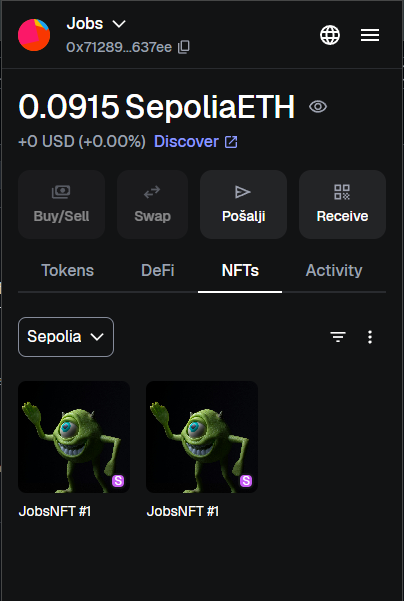 Jobs
0x71289...637ee
0.0915 SepoliaETH
+0 USD (+0.00%) Discover
Buy/Sell
Swap
Pošalji
Receive
Tokens
DeFi
NFTs
Activity
Sepolia
S
S
JobsNFT #1
JobsNFT #1